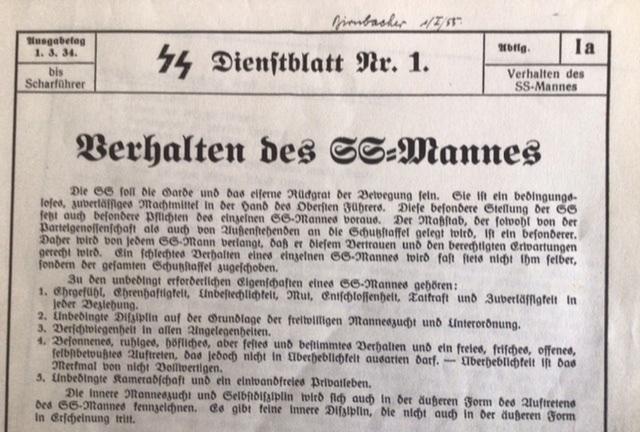 Birnbacher 1/I/35.
Ausgabetag
1. 3. 34.
bis
Scharführer
SS Dienstblatt Nr. 1.
Abtlg.
Ia
Verhalten des
SS-Mannes
Verhalten des SS-Mannes
Die SS soll die Garde und das eiserne Rückgrat der Bewegung sein. Sie ist ein bedingungs-
loses, zuverlässiges Machtmittel in der Hand des Obersten Führers. Diese besondere Stellung der SS
setzt auch besondere Pflichten des einzelnen SS-Mannes voraus. Der Maßstab, der sowohl von der
Parteigenossenschaft als auch von Außenstehenden an die Schutzstaffel gelegt wird, ist ein besonderer.
Daher wird von jedem SS-Mann verlangt, daß er diesem Vertrauen und den berechtigten Erwartungen
gerecht wird. Ein schlechtes Verhalten eines einzelnen SS-Mannes wird fast stets nicht ihm selber,
sondern der gesamten Schutzstaffel zugeschoben.
Zu den unbedingt erforderlichen Eigenschaften eines SS-Mannes gehören:
1. Ehrgefühl, Ehrenhaftigkeit, Unbestechlichkeit, Mut, Entschlossenheit, Tatkraft und Zuverlässigkeit in
jeder Beziehung.
2. Unbedingte Disziplin auf der Grundlage der freiwilligen Manneszucht und Unterordnung.
3. Verschwiegenheit in allen Angelegenheiten.
4. Besonnenes, ruhiges, höfliches, aber festes und bestimmtes Verhalten und ein freies, frisches, offenes,
selbstbewußtes Auftreten, das jedoch nicht in Überheblichkeit ausarten darf. — Überheblichkeit ist das
Merkmal von nicht Vollwertigen.
5. Unbedingte Kameradschaft und ein einwandfreies Privatleben.
Die innere Manneszucht und Selbstdisziplin wird sich auch in der äußeren Form des Auftretens
des SS-Mannes kennzeichnen. Es gibt keine innere Disziplin, die nicht auch in der äußeren Form
in Erscheinung tritt.